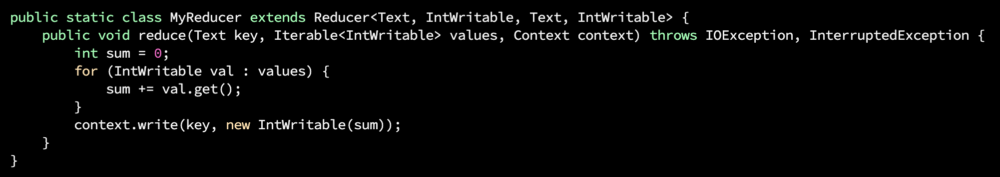 public static class MyReducer extends Reducer<Text, IntWritable, Text, IntWritable> {
    public void reduce(Text key, Iterable<IntWritable> values, Context context) throws IOException, InterruptedException {
        int sum = 0;
        for (IntWritable val : values) {
            sum += val.get();
        }
        context.write(key, new IntWritable(sum));
    }
}